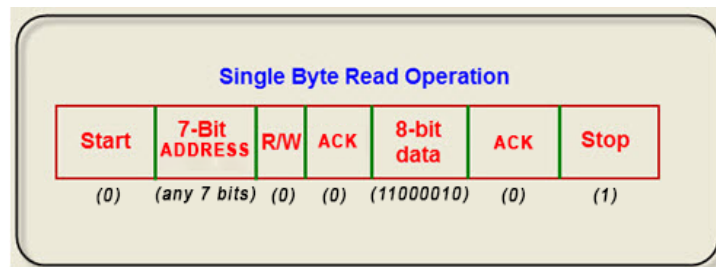 Single Byte Read Operation
Start 7-Bit ADDRESS R/W ACK 8-bit data ACK Stop
(0) (any 7 bits) (0) (0) (11000010) (0) (1)